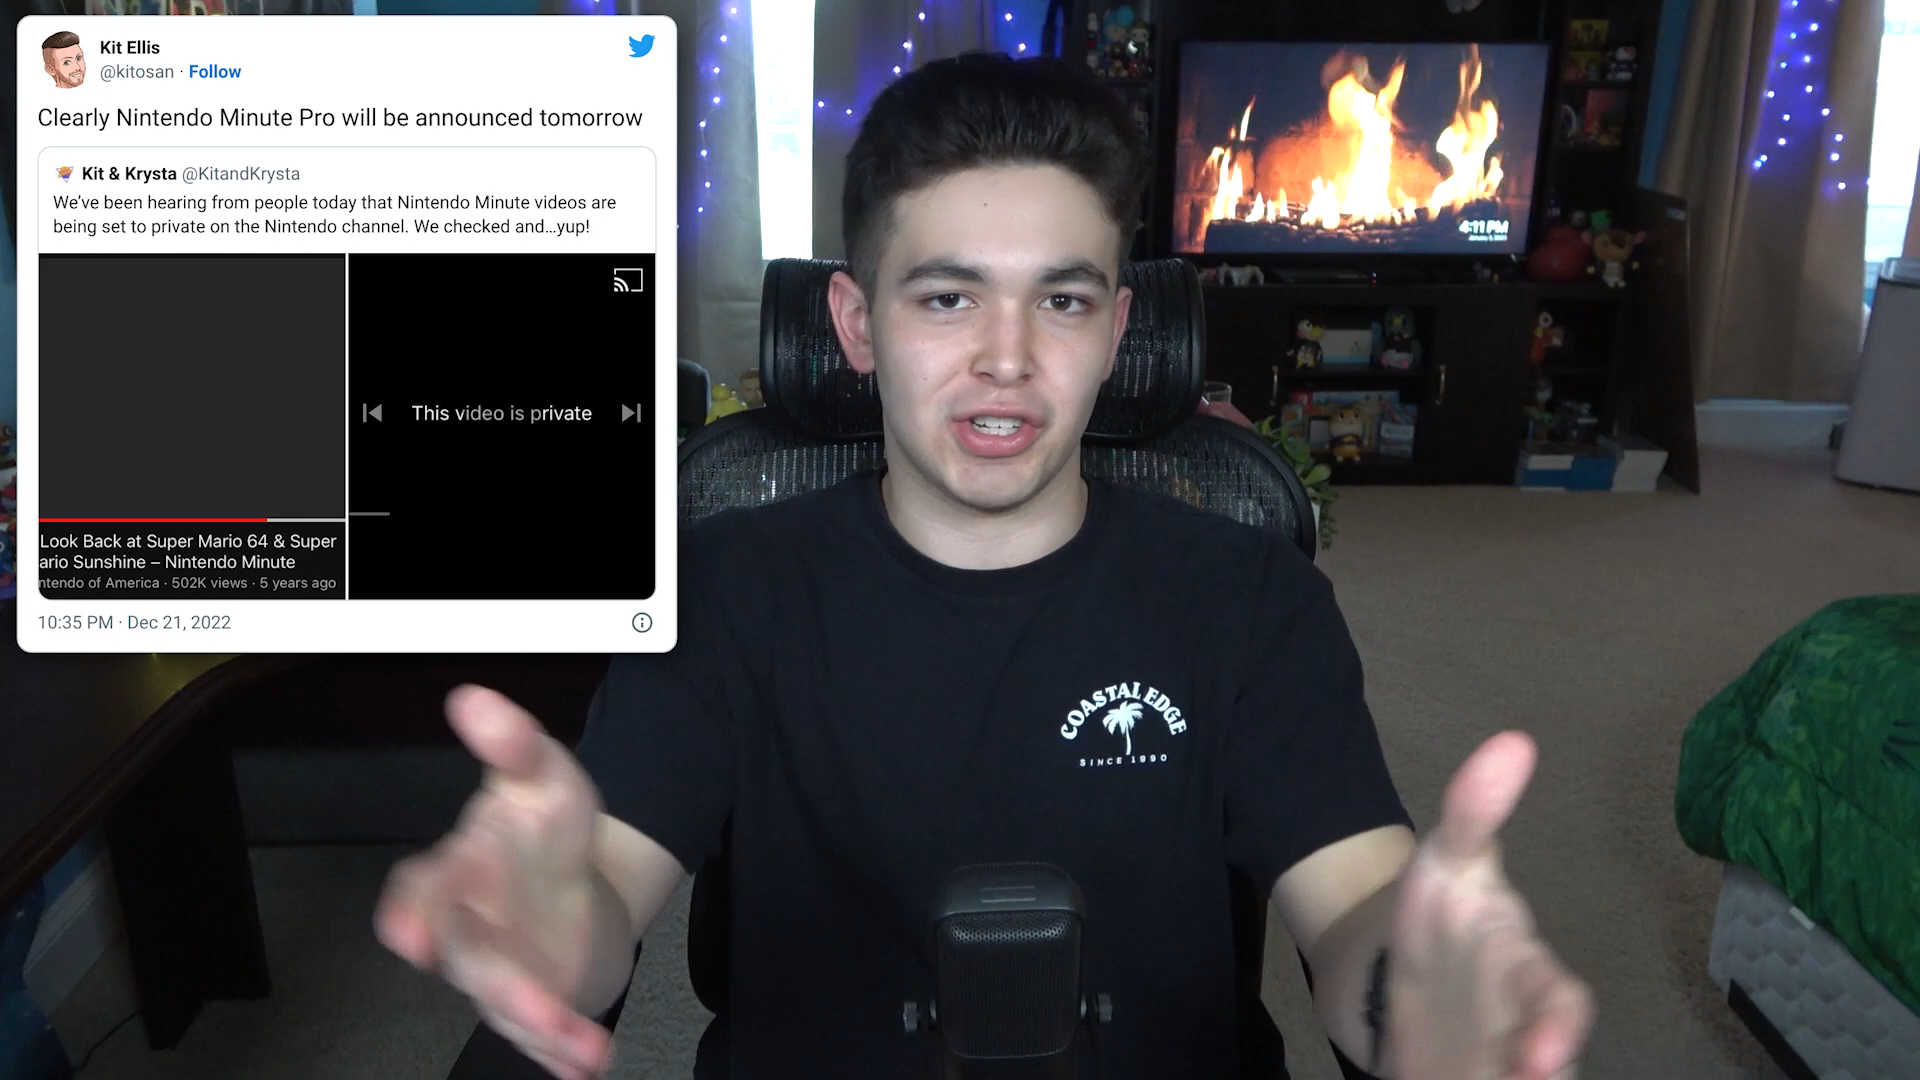 Kit Ellis
@kitosan · Follow
Clearly Nintendo Minute Pro will be announced tomorrow
Kit & Krysta @KitandKrysta
We've been hearing from people today that Nintendo Minute videos are
being set to private on the Nintendo channel. We checked and...yup!
This video is private
Look Back at Super Mario 64 & Super
ario Sunshine – Nintendo Minute
ntendo of America · 502K views · 5 years ago
10:35 PM · Dec 21, 2022
4:11 PM
COASTAL EDGE
SINCE 1990